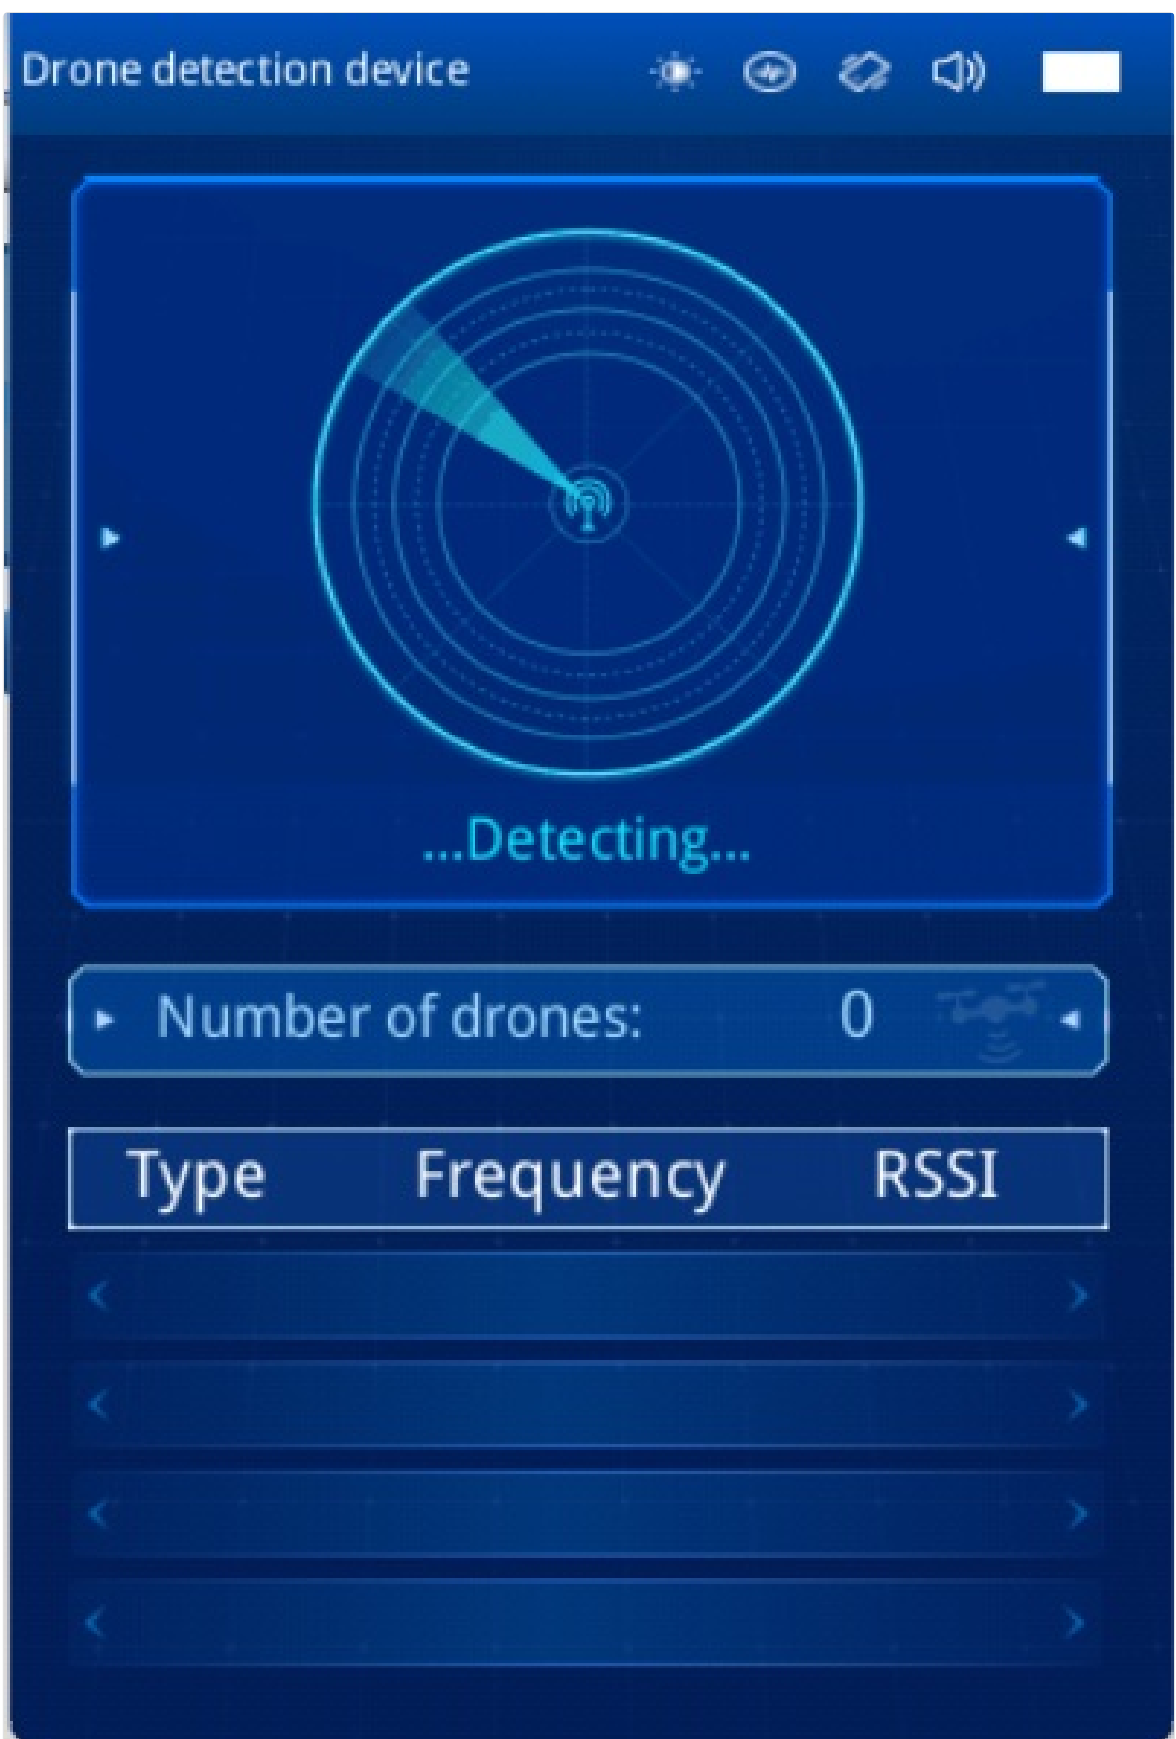 Drone detection device
...Detecting...
Number of drones: 0
Type Frequency RSSI